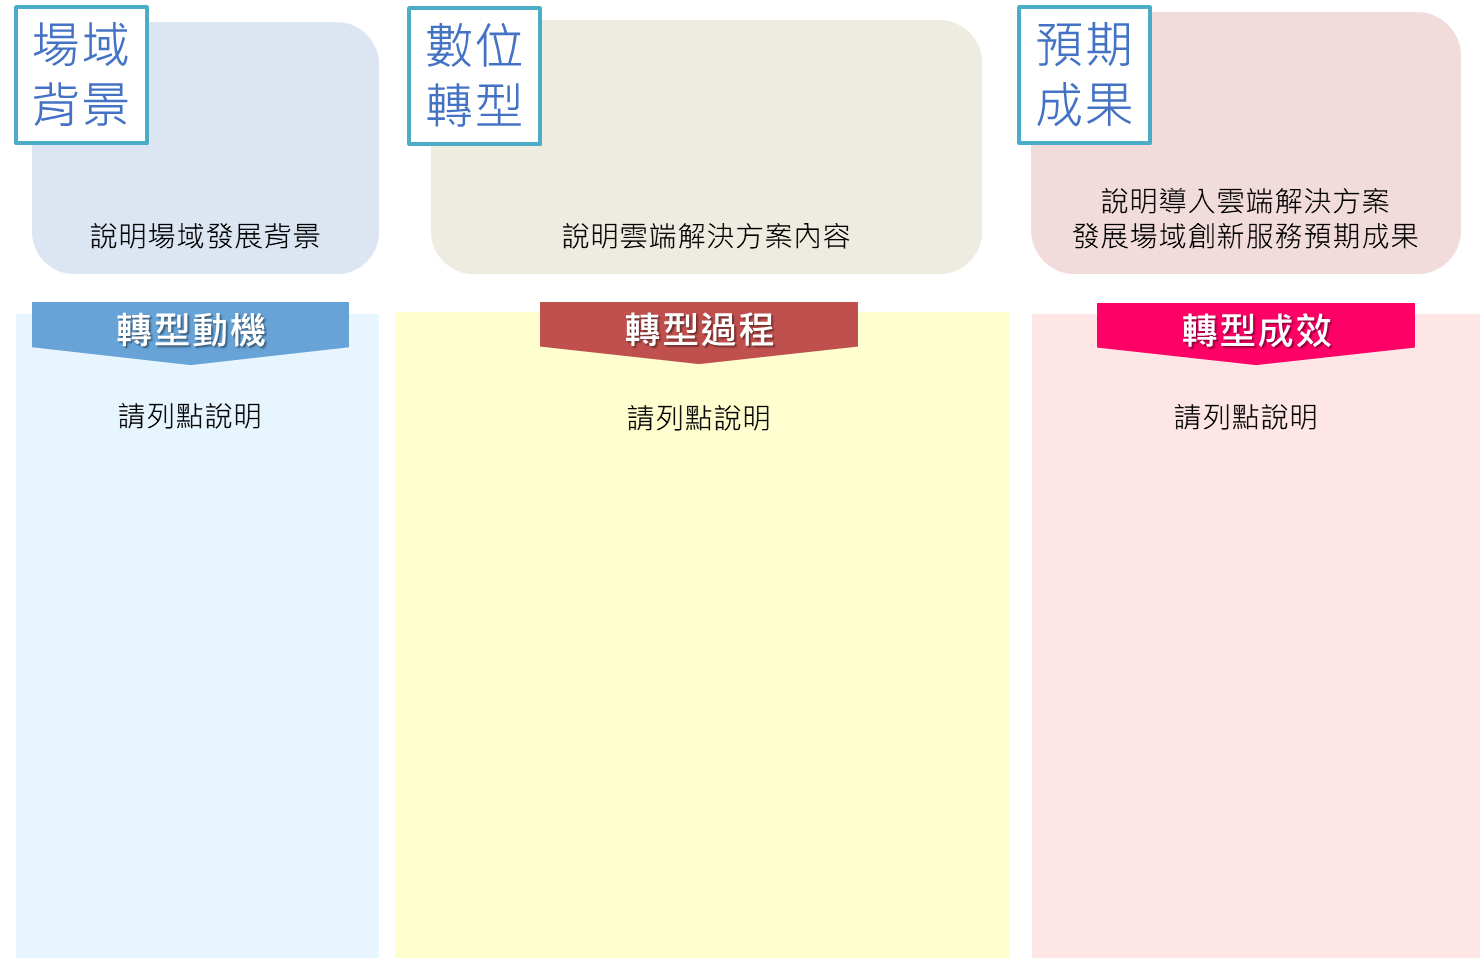 場域
背景
說明場域發展背景
數位
轉型
說明雲端解決方案內容
預期
成果
說明導入雲端解決方案
發展場域創新服務預期成果
轉型動機
請列點說明
轉型過程
請列點說明
轉型成效
請列點說明